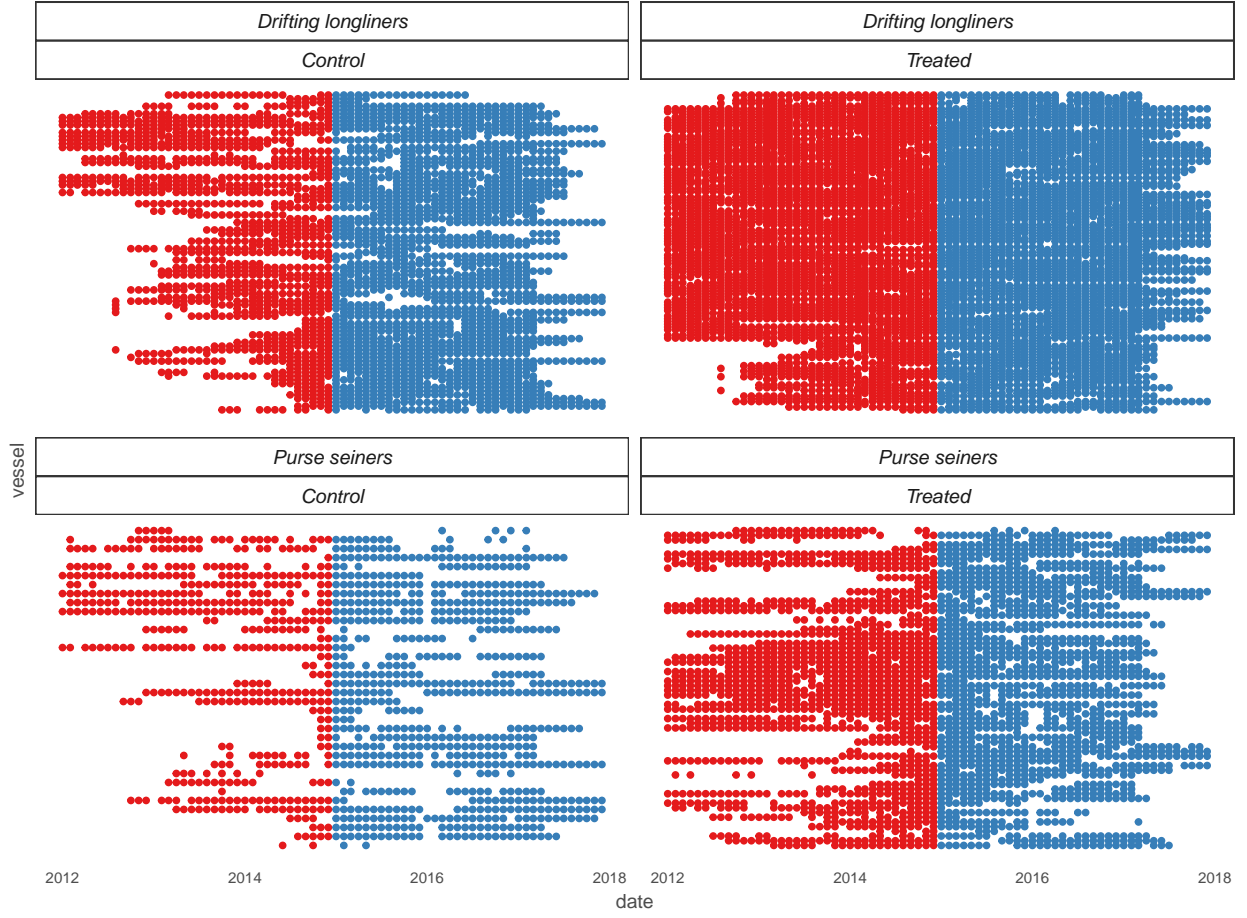 Drifting longliners
Control
Drifting longliners
Treated
vessel
Purse seiners
Control
Purse seiners
Treated
2012 2014 2016 2018 2012 2014 2016 2018
date